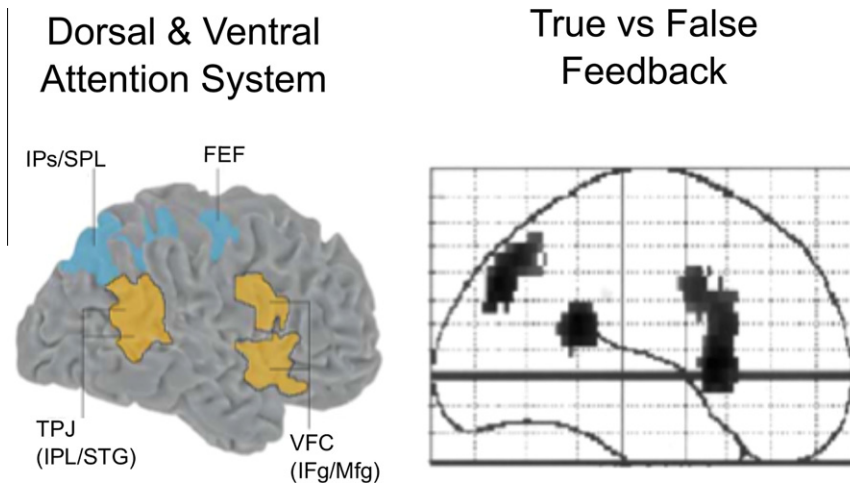 Dorsal & Ventral
Attention System
True vs False
Feedback
IPs/SPL
FEF
TPJ
(IPL/STG)
VFC
(IFg/Mfg)